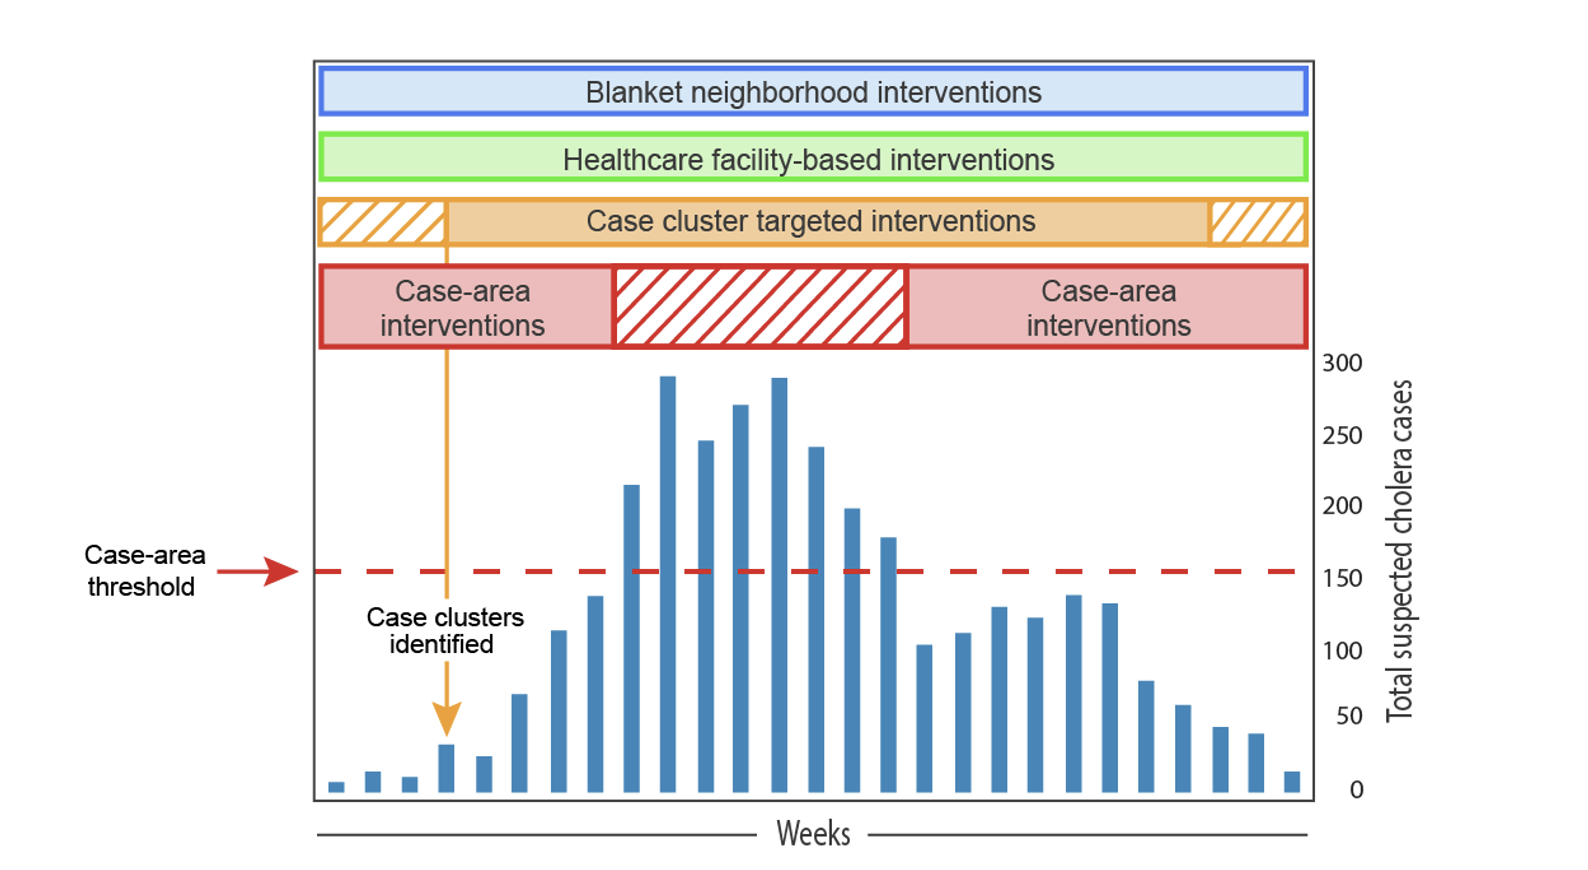 Blanket neighborhood interventions
Healthcare facility-based interventions
Case cluster targeted interventions
Case-area
interventions
Case-area
interventions
300
250
200
150
100
50
0
Total suspected cholera cases
Case-area
threshold
Case clusters
identified
Weeks